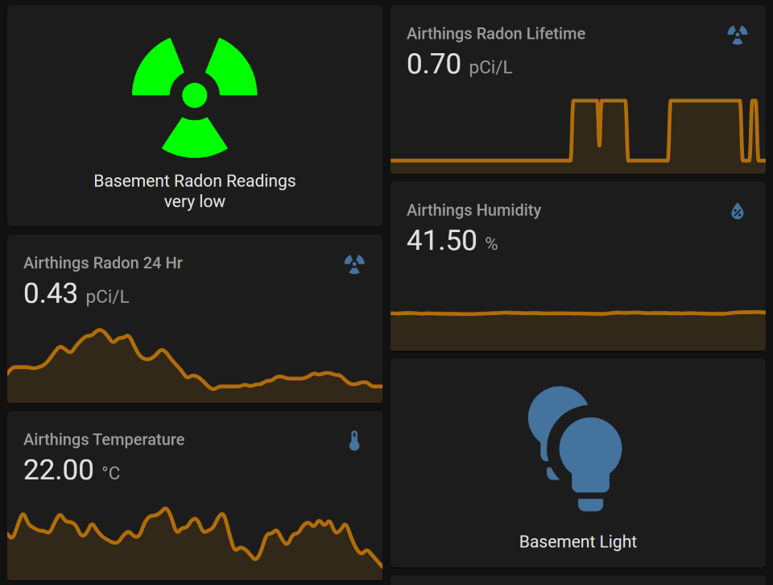 Basement Radon Readings
very low
Airthings Radon 24 Hr
0.43 pCi/L
Airthings Temperature
22.00 °C
Airthings Radon Lifetime
0.70 pCi/L
Airthings Humidity
41.50 %
Basement Light